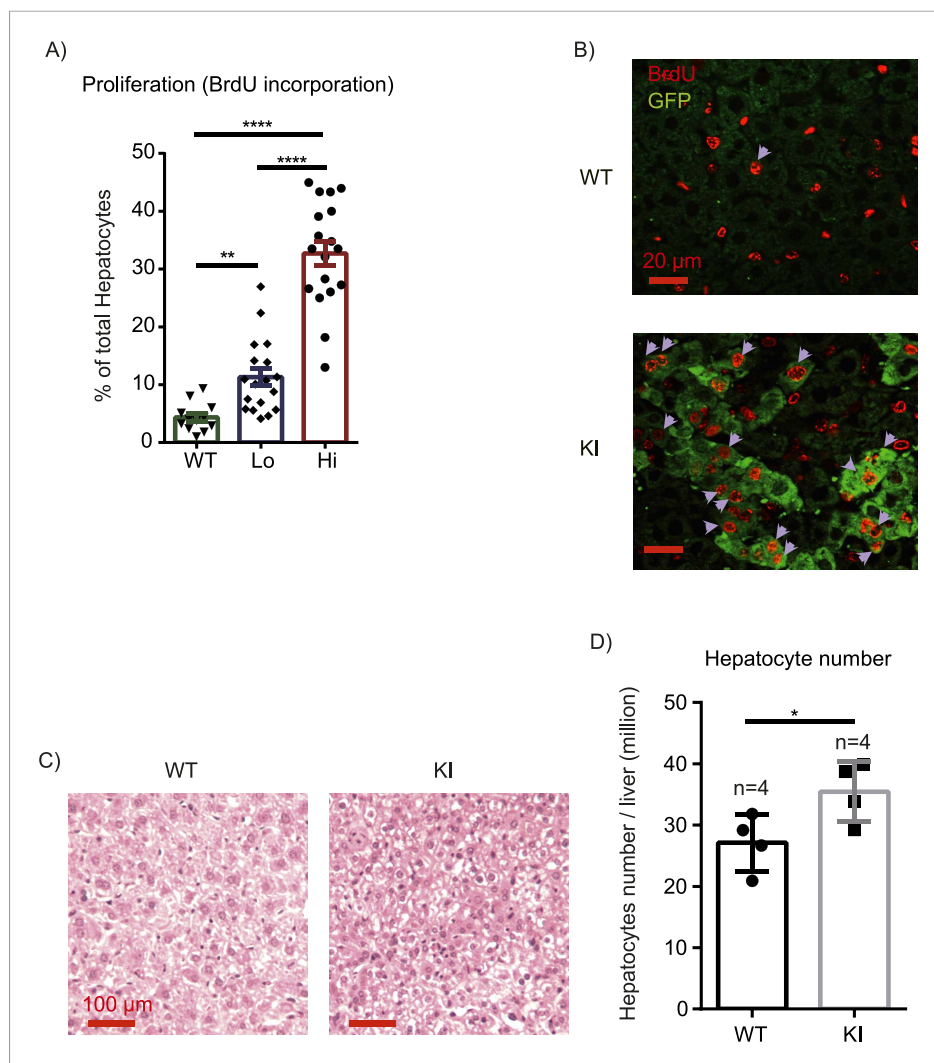 A)
Proliferation (BrdU incorporation)
****
****
**
% of total Hepatocytes
50
40
30
20
10
0
WT
Lo
Hi
B)
BrdU
GFP
WT
20 µm
KI
C)
WT
KI
100 µm
D)
Hepatocyte number
*
n=4
n=4
Hepatocytes number / liver (million)
50
40
30
20
10
0
WT
KI